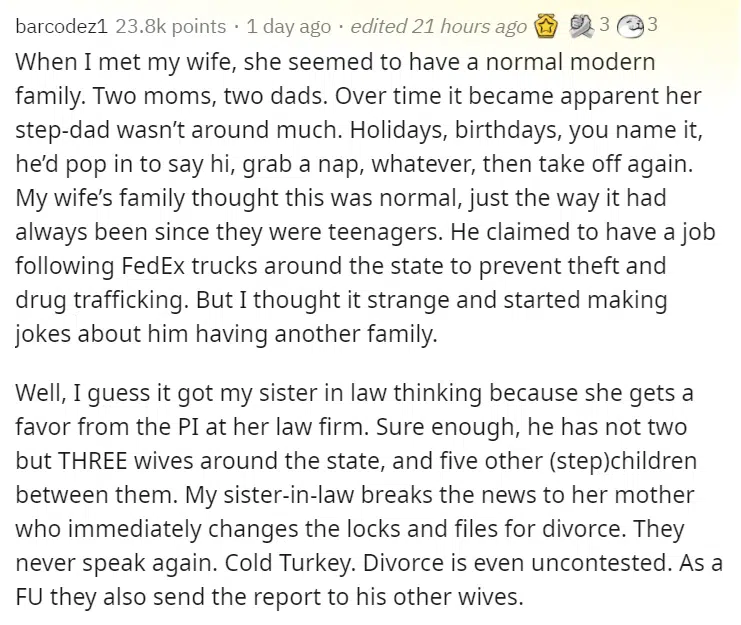 barcodez1 23.8k points · 1 day ago · edited 21 hours ago 3 3
When I met my wife, she seemed to have a normal modern
family. Two moms, two dads. Over time it became apparent her
step-dad wasn’t around much. Holidays, birthdays, you name it,
he’d pop in to say hi, grab a nap, whatever, then take off again.
My wife’s family thought this was normal, just the way it had
always been since they were teenagers. He claimed to have a job
following FedEx trucks around the state to prevent theft and
drug trafficking. But I thought it strange and started making
jokes about him having another family.
Well, I guess it got my sister in law thinking because she gets a
favor from the PI at her law firm. Sure enough, he has not two
but THREE wives around the state, and five other (step)children
between them. My sister-in-law breaks the news to her mother
who immediately changes the locks and files for divorce. They
never speak again. Cold Turkey. Divorce is even uncontested. As a
FU they also send the report to his other wives.